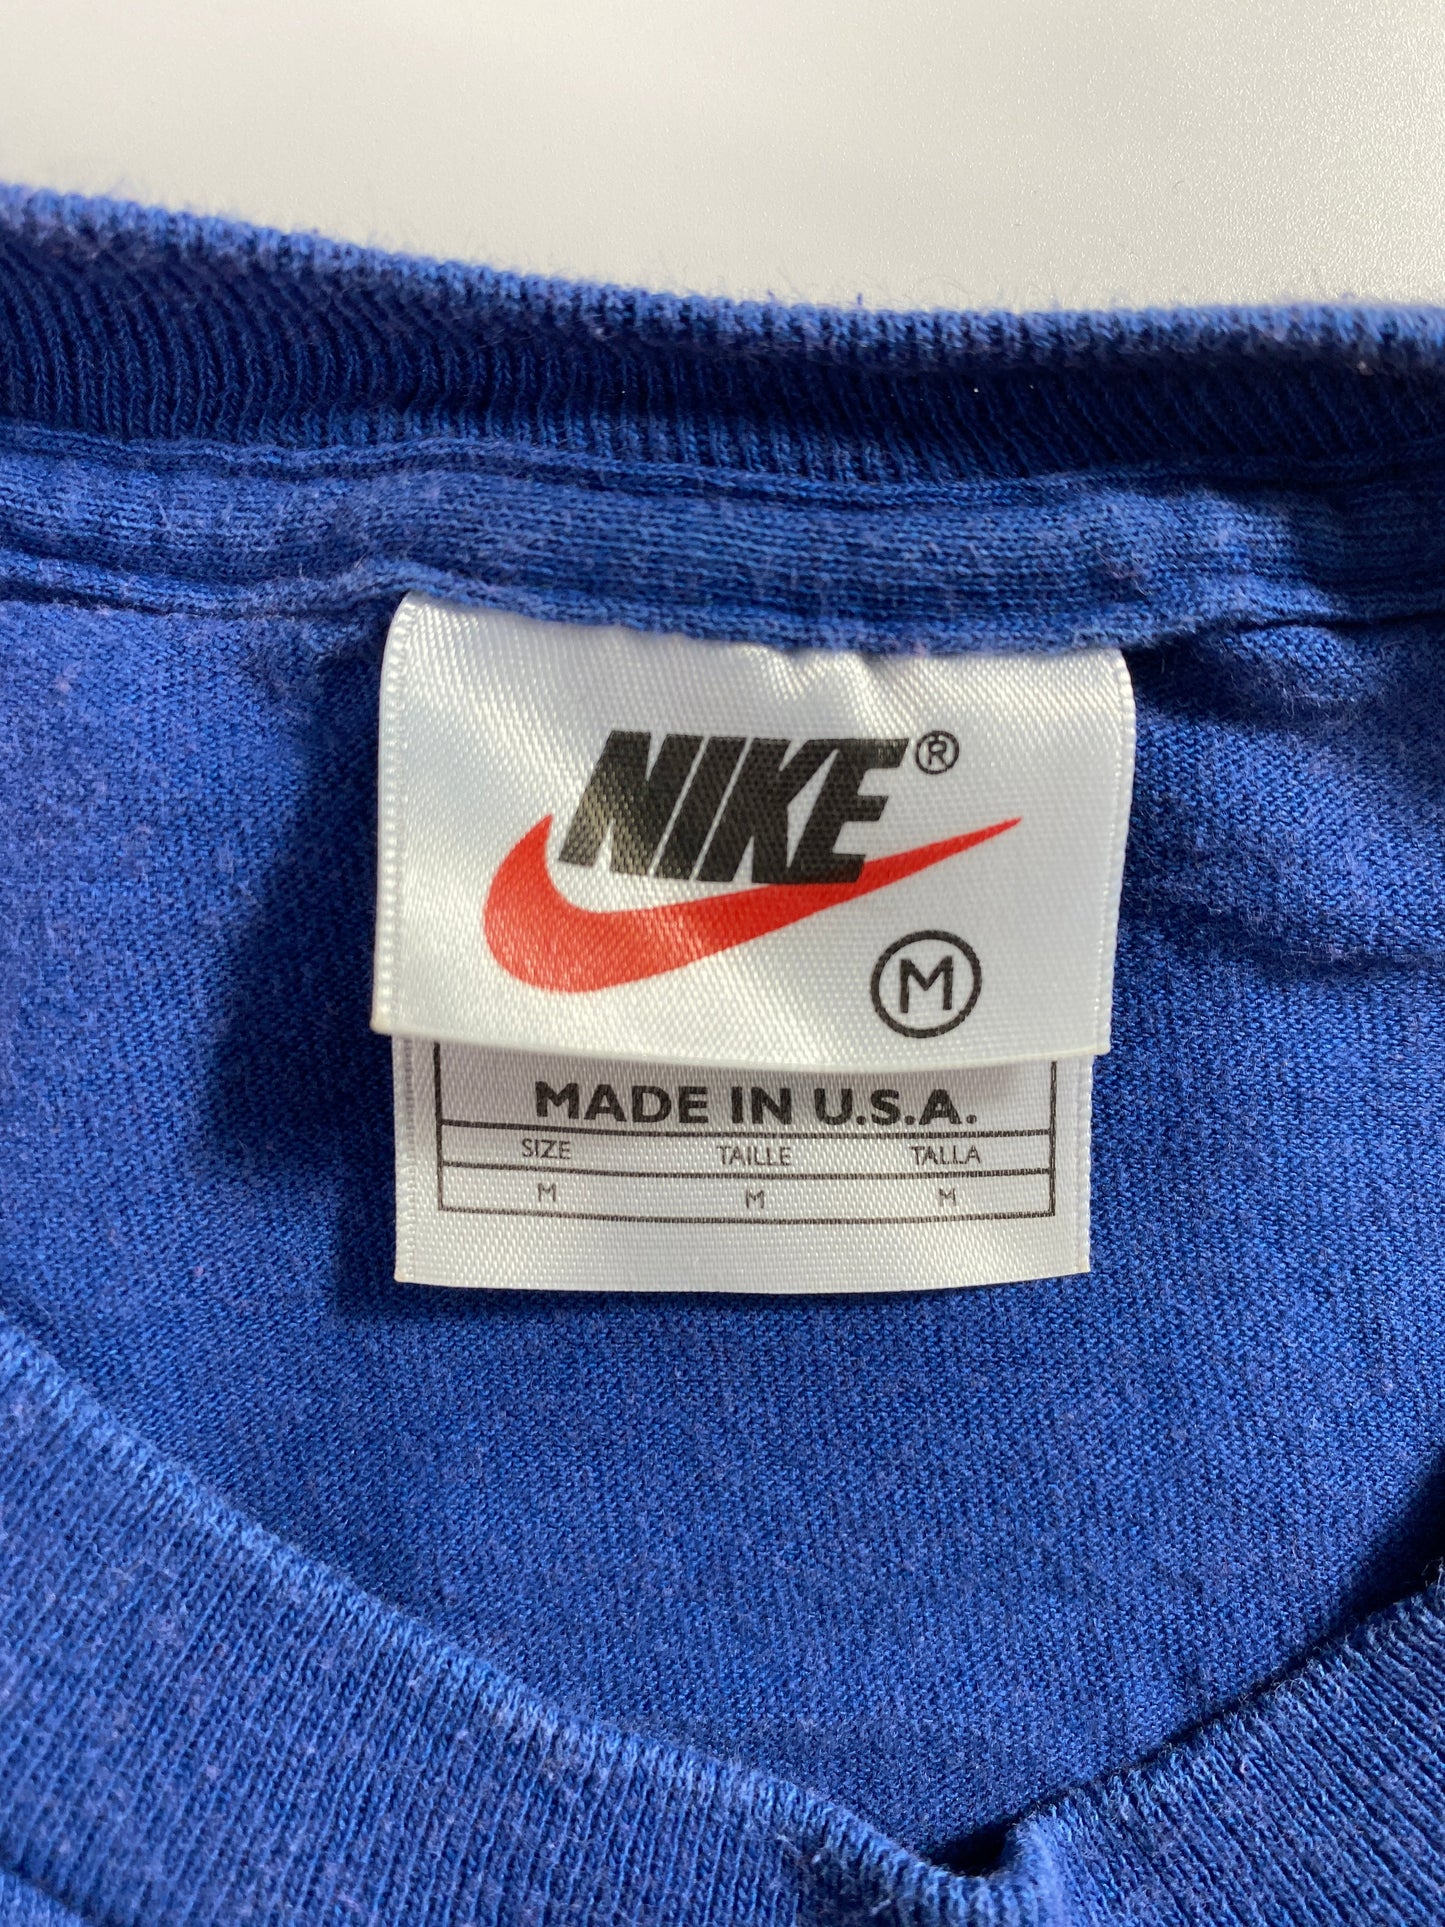 NIKE®
M
MADE IN U.S.A.
SIZE TAILLE TALLA
M M M